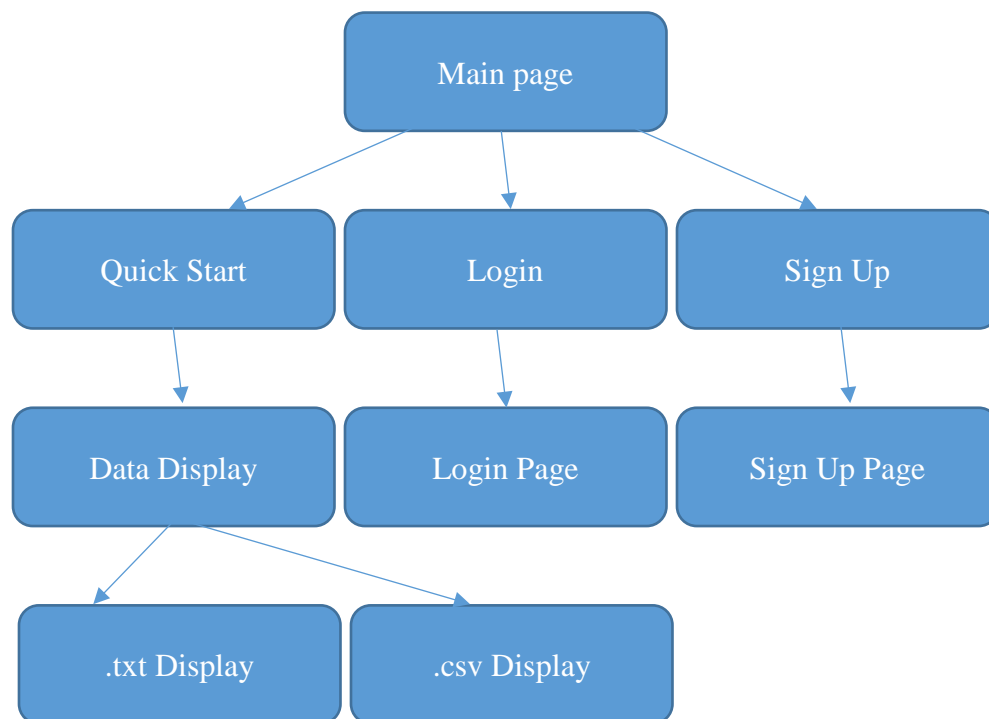 Main page
Quick Start
Login
Sign Up
Data Display
Login Page
Sign Up Page
.txt Display
.csv Display